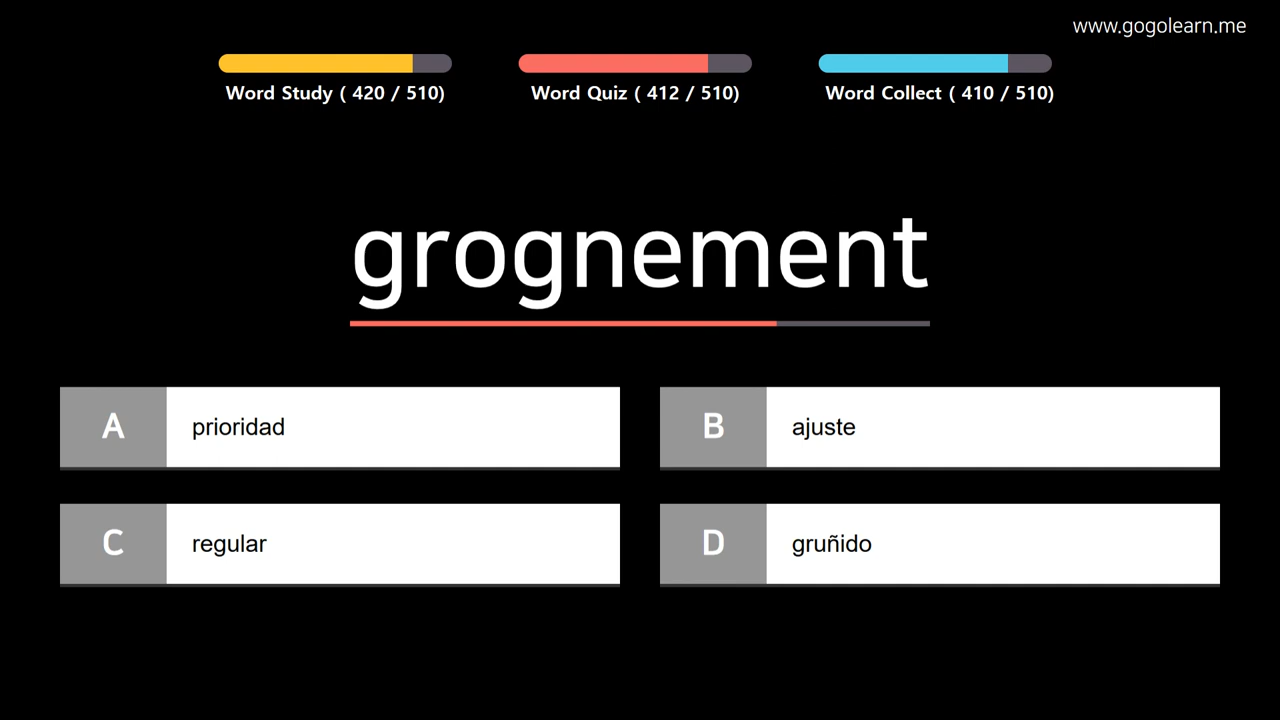 www.gogolearn.me
Word Study ( 420 / 510)
Word Quiz ( 412 / 510)
Word Collect ( 410 / 510)
grognement
A prioridad
B ajuste
C regular
D gruñido